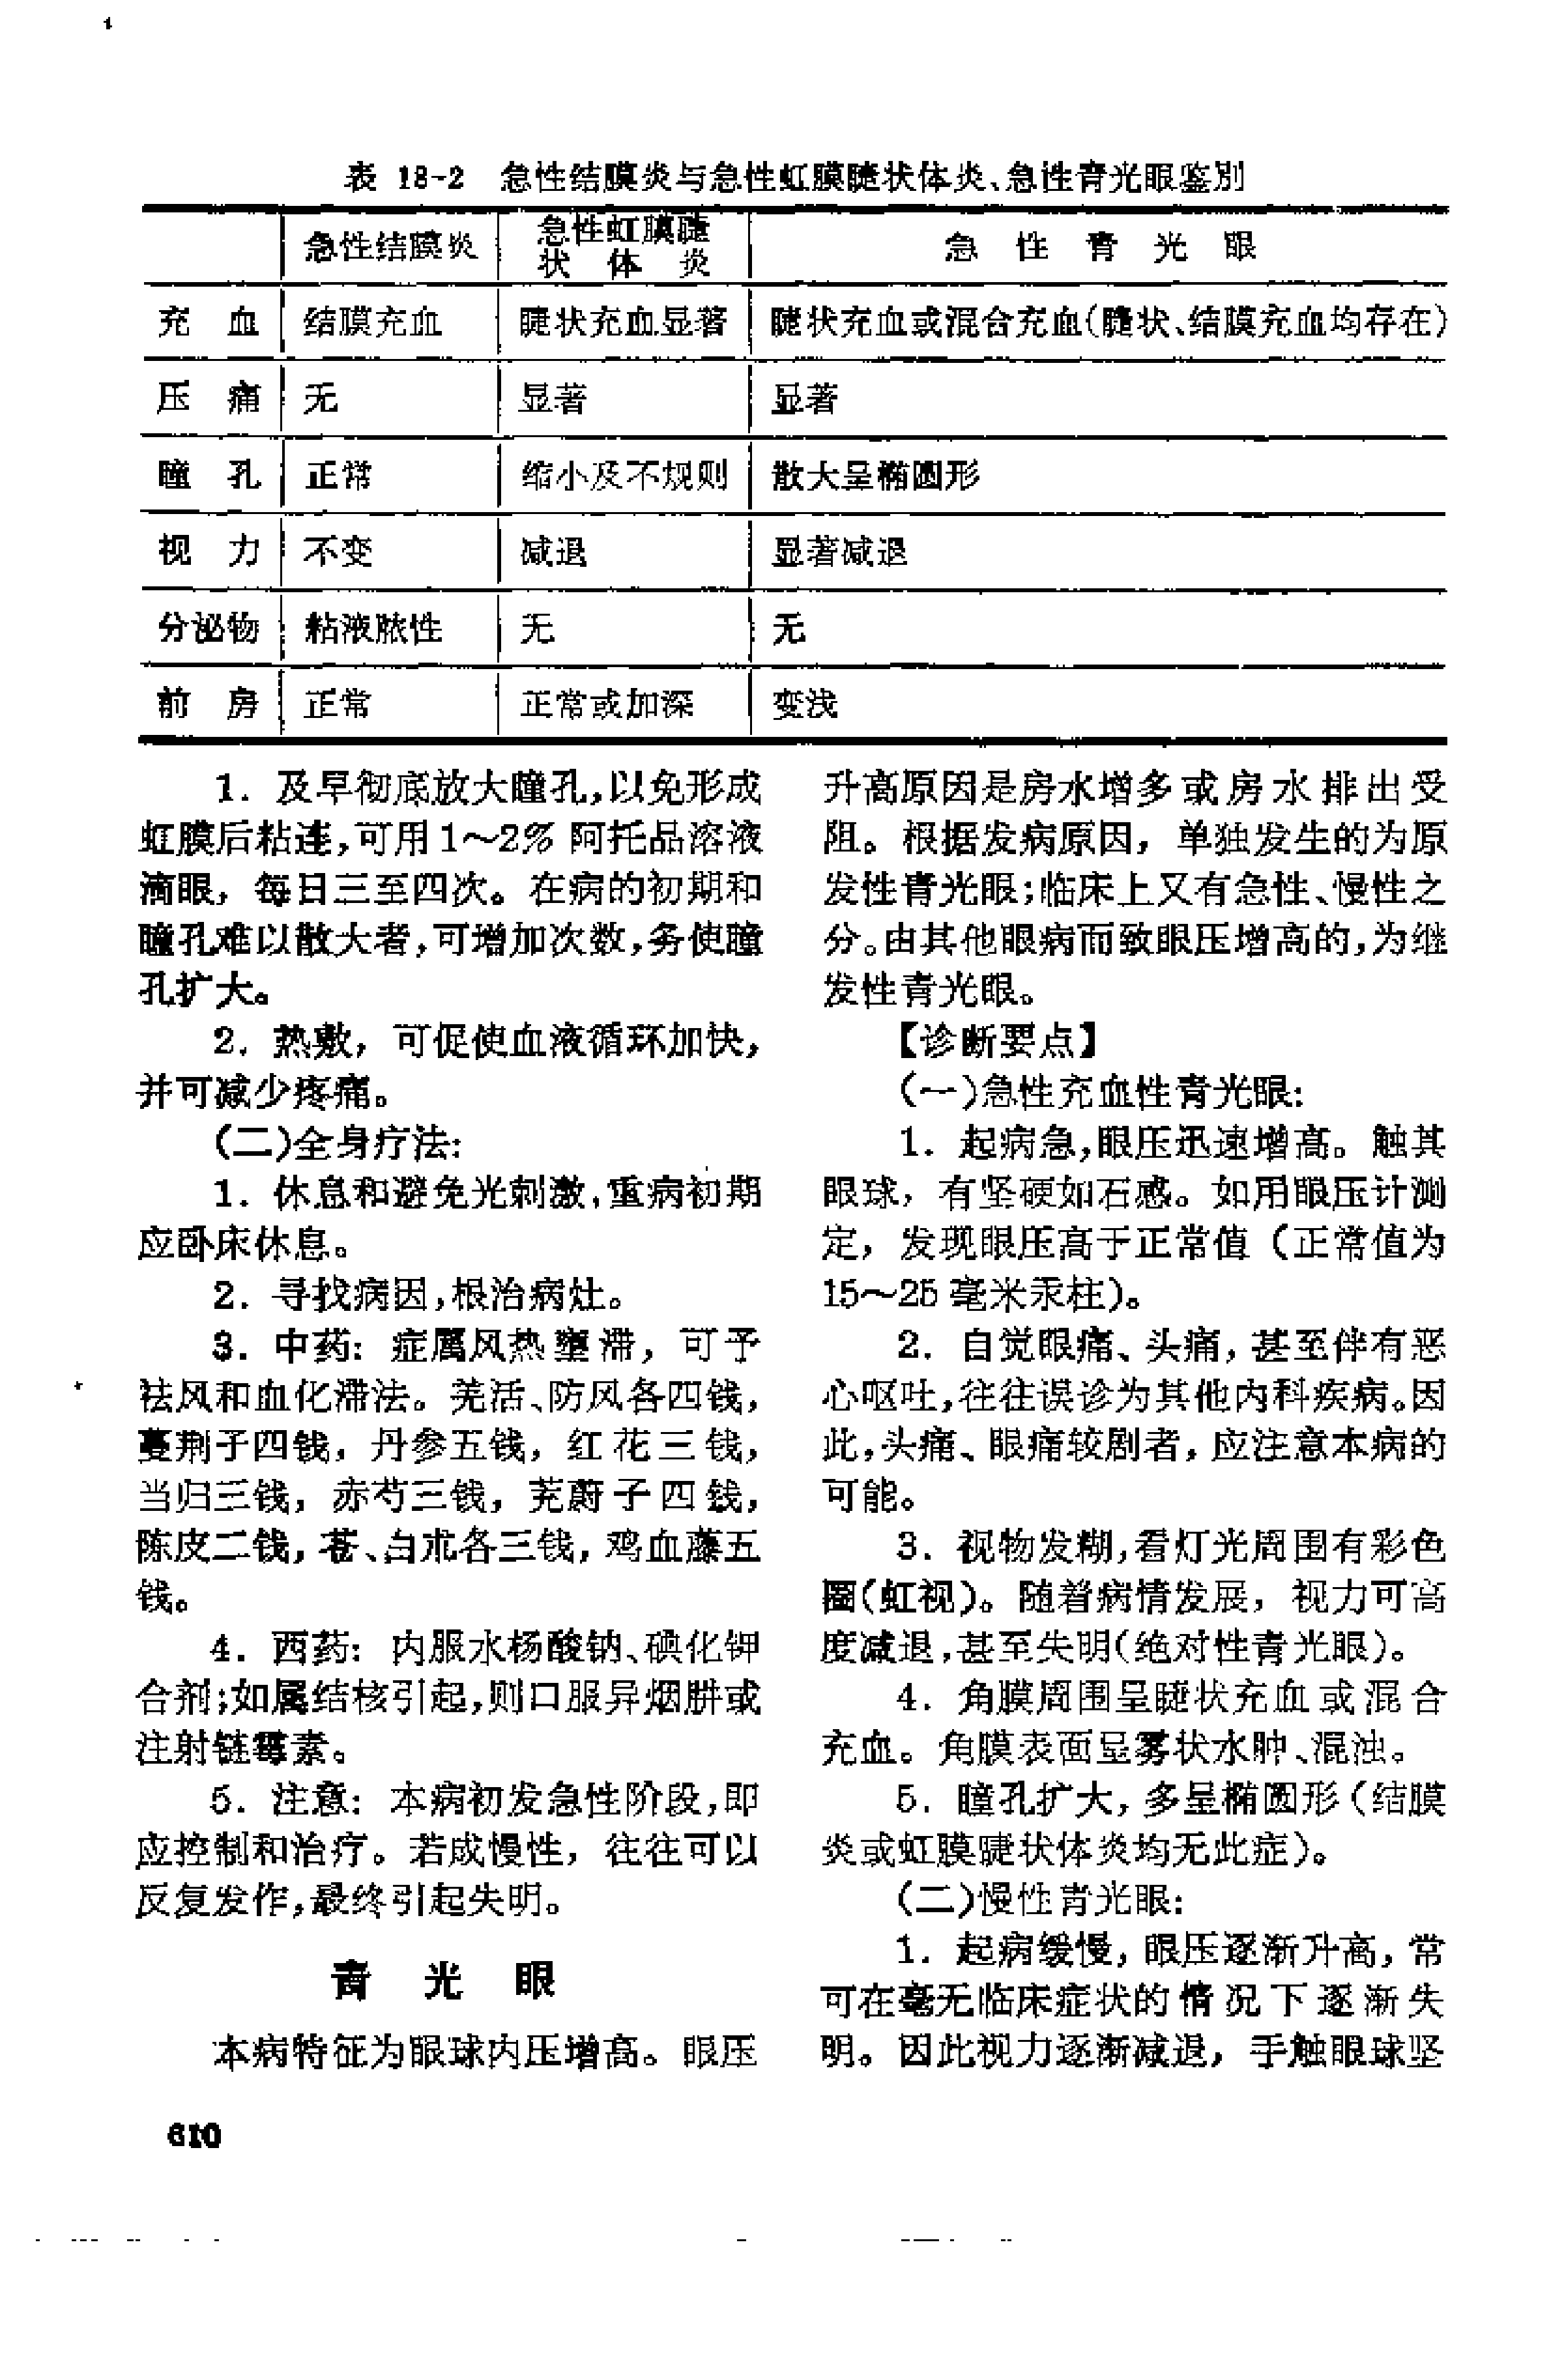 表 18-2 急性结膜炎与急性虹膜睫状体炎、急性青光眼鉴别
急性结膜炎 急性虹膜睫状体炎 急性青光眼
充血 结膜充血 睫状充血显著 睫状充血或混合充血(睫状、结膜充血均存在)
压痛 无 显著 显著
瞳孔 正常 缩小及不规则 散大呈椭圆形
视力 不变 减退 显著减退
分泌物 粘液脓性 无 无
前房 正常 正常或加深 变浅
1. 及早彻底放大瞳孔,以免形成
虹膜后粘连,可用1～2% 阿托品溶液
滴眼，每日三至四次。在病的初期和
瞳孔难以散大者,可增加次数,务使瞳
孔扩大。
2. 热敷，可促使血液循环加快，
并可减少疼痛。
(二)全身疗法:
1. 休息和避免光刺激,重病初期
应卧床休息。
2. 寻找病因,根治病灶。
3. 中药: 症属风热壅滞，可予
祛风和血化滞法。羌活、防风各四钱，
蔓荆子四钱，丹参五钱，红花三钱，
当归三钱，赤芍三钱，茺蔚子四钱，
陈皮二钱,苍、白朮各三钱,鸡血藤五
钱。
4. 西药: 内服水杨酸钠、碘化钾
合剂;如属结核引起,则口服异烟肼或
注射链霉素。
5. 注意: 本病初发急性阶段,即
应控制和治疗。若成慢性，往往可以
反复发作,最终引起失明。
青光眼
本病特征为眼球内压增高。眼压
升高原因是房水增多或房水排出受
阻。根据发病原因，单独发生的为原
发性青光眼;临床上又有急性、慢性之
分。由其他眼病而致眼压增高的,为继
发性青光眼。
【诊断要点】
(一)急性充血性青光眼:
1. 起病急,眼压迅速增高。触其
眼球，有坚硬如石感。如用眼压计测
定，发现眼压高于正常值（正常值为
15～25 毫米汞柱)。
2. 自觉眼痛、头痛,甚至伴有恶
心呕吐,往往误诊为其他内科疾病。因
此,头痛、眼痛较剧者，应注意本病的
可能。
3. 视物发糊,看灯光周围有彩色
圈(虹视)。随着病情发展，视力可高
度减退,甚至失明(绝对性青光眼)。
4. 角膜周围呈睫状充血或混合
充血。角膜表面显雾状水肿、混浊。
5. 瞳孔扩大,多呈椭圆形(结膜
炎或虹膜睫状体炎均无此症)。
(二)慢性青光眼:
1. 起病缓慢,眼压逐渐升高，常
可在毫无临床症状的情况下逐渐失
明。因此视力逐渐减退，手触眼球坚
610